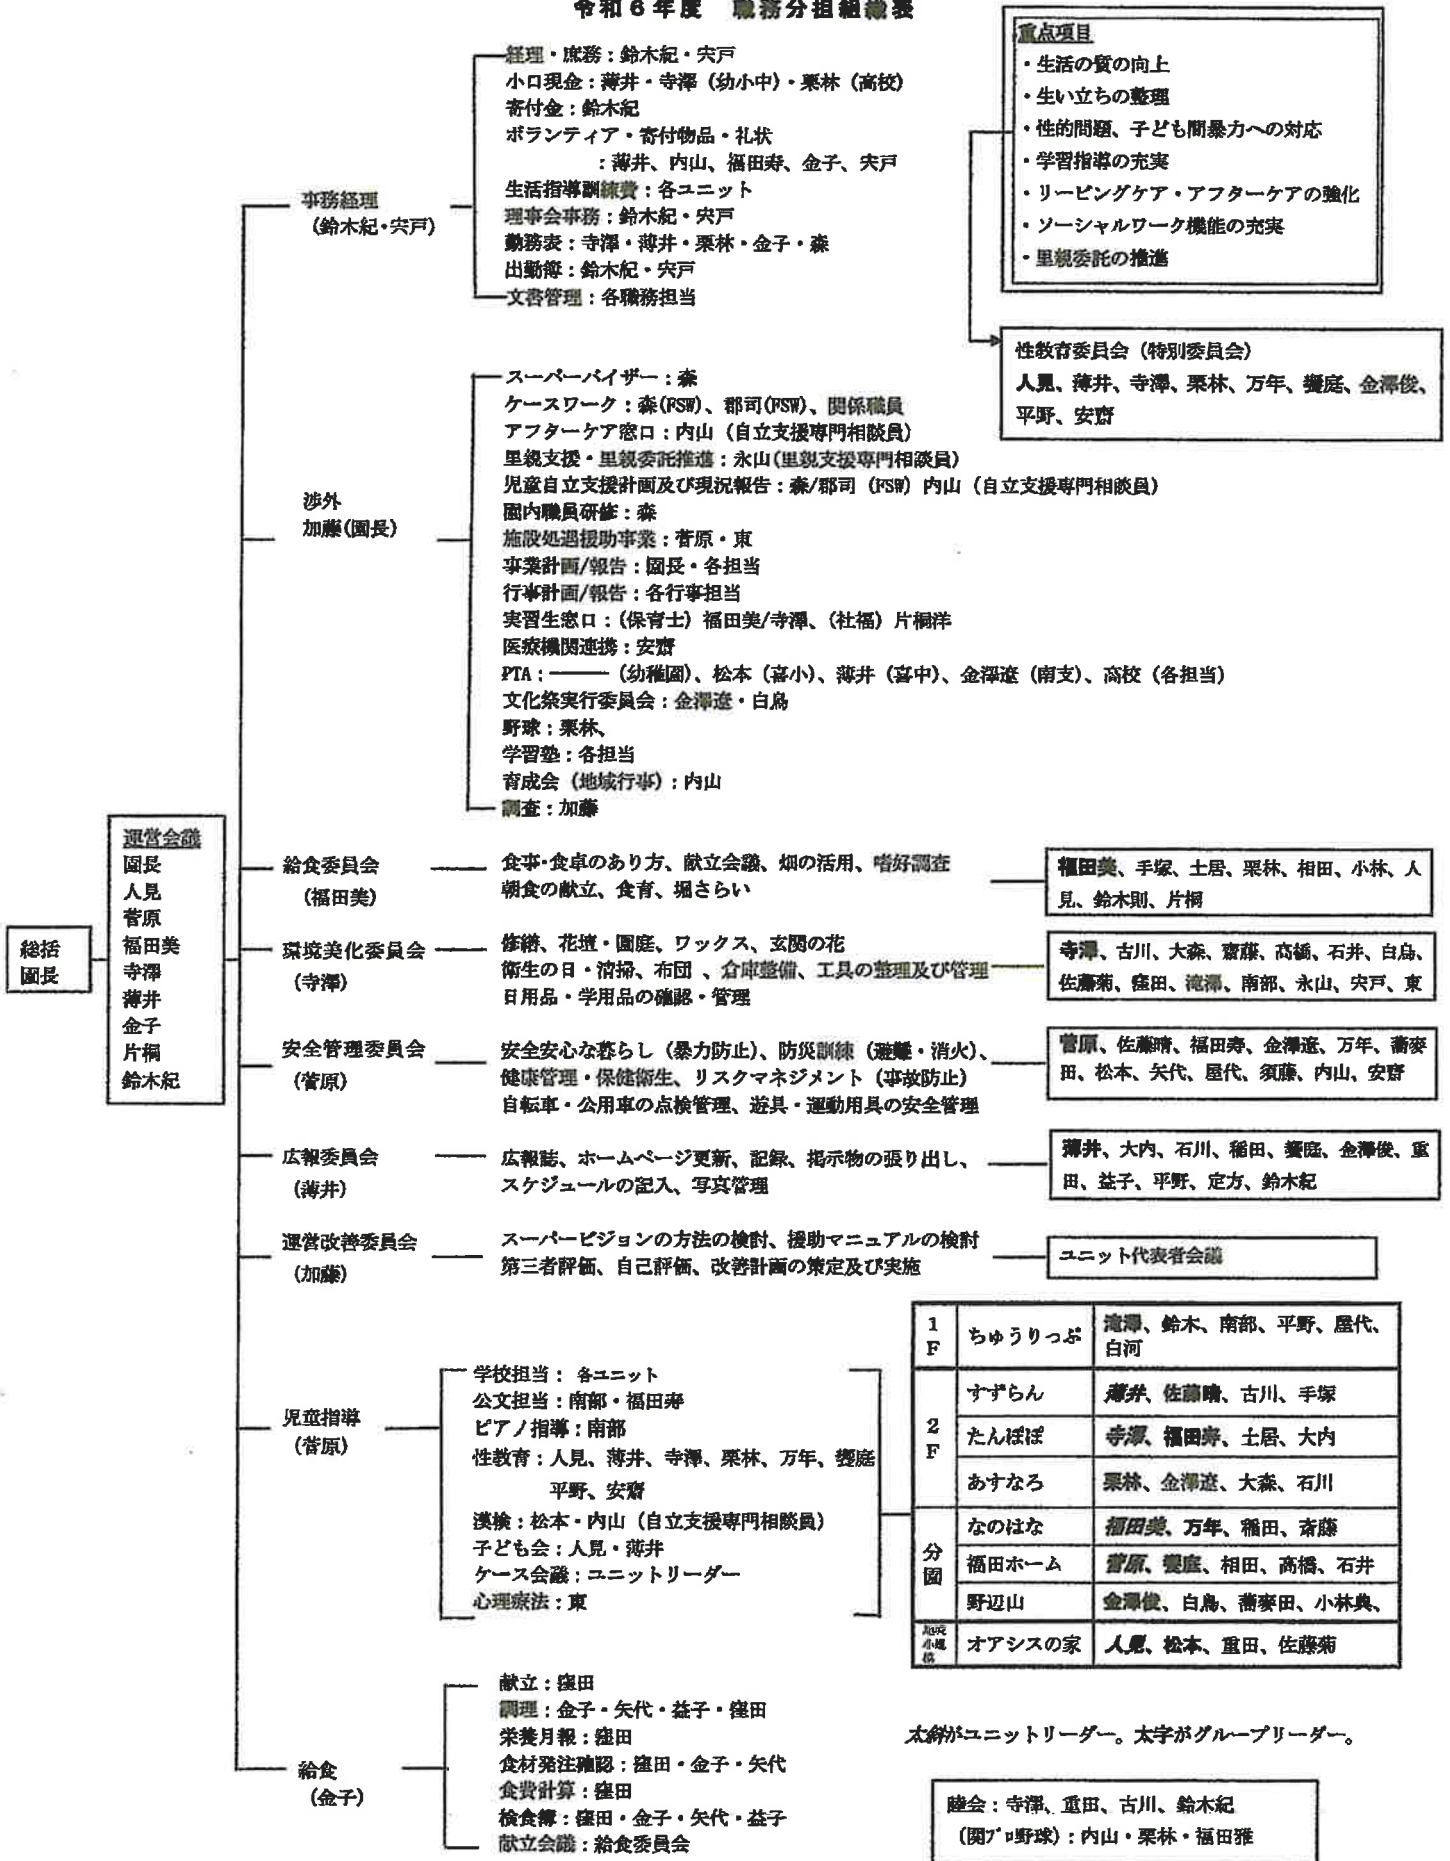 令和６年度　職務分担組織表
重点項目
・生活の質の向上
・生い立ちの整理
・性的問題、子ども間暴力への対応
・学習指導の充実
・リービングケア・アフターケアの強化
・ソーシャルワーク機能の充実
・里親委託の推進
性教育委員会（特別委員会）
人見、薄井、寺澤、栗林、万年、饗庭、金澤俊、
平野、安齋
総括
園長
運営会議
園長
人見
菅原
福田美
寺澤
薄井
金子
片桐
鈴木紀
事務経理
（鈴木紀・宍戸）
経理・庶務：鈴木紀・宍戸
小口現金：薄井・寺澤（幼小中）・栗林（高校）
寄付金：鈴木紀
ボランティア・寄付物品・礼状
：薄井、内山、福田寿、金子、宍戸
生活指導訓練費：各ユニット
理事会事務：鈴木紀・宍戸
勤務表：寺澤・薄井・栗林・金子・森
出勤簿：鈴木紀・宍戸
文書管理：各職務担当
渉外
加藤（園長）
スーパーバイザー：森
ケースワーク：森(FSW)、郡司(FSW)、関係職員
アフターケア窓口：内山（自立支援専門相談員）
里親支援・里親委託推進：永山(里親支援専門相談員）
児童自立支援計画及び現況報告：森/郡司（FSW）内山（自立支援専門相談員）
園内職員研修：森
施設処遇援助事業：菅原・東
事業計画/報告：園長・各担当
行事計画/報告：各行事担当
実習生窓口：（保育士）福田美/寺澤、（社福）片桐洋
医療機関連携：安齋
PTA：―――（幼稚園）、松本（喜小）、薄井（喜中）、金澤遼（南支）、高校（各担当）
文化祭実行委員会：金澤遼・白鳥
野球：栗林、
学習塾：各担当
育成会（地域行事）：内山
調査：加藤
給食委員会
（福田美）
食事・食卓のあり方、献立会議、畑の活用、嗜好調査
朝食の献立、食育、堀さらい
福田美、手塚、土居、栗林、相田、小林、人
見、鈴木則、片桐
環境美化委員会
（寺澤）
修繕、花壇・園庭、ワックス、玄関の花
衛生の日・清掃、布団 、倉庫整備、工具の整理及び管理
日用品・学用品の確認・管理
寺澤、古川、大森、齋藤、髙橋、石井、白鳥、
佐藤菊、窪田、滝澤、南部、永山、宍戸、東
安全管理委員会
（菅原）
安全安心な暮らし（暴力防止）、防災訓練（避難・消火）、
健康管理・保健衛生、リスクマネジメント（事故防止）
自転車・公用車の点検管理、遊具・運動用具の安全管理
菅原、佐藤晴、福田寿、金澤遼、万年、蕎麦
田、松本、矢代、屋代、須藤、内山、安齋
広報委員会
（薄井）
広報誌、ホームページ更新、記録、掲示物の張り出し、
スケジュールの記入、写真管理
薄井、大内、石川、稲田、饗庭、金澤俊、重
田、益子、平野、定方、鈴木紀
運営改善委員会
（加藤）
スーパービジョンの方法の検討、援助マニュアルの検討
第三者評価、自己評価、改善計画の策定及び実施
ユニット代表者会議
児童指導
（菅原）
学校担当： 各ユニット
公文担当：南部・福田寿
ピアノ指導：南部
性教育：人見、薄井、寺澤、栗林、万年、饗庭
平野、安齋
漢検：松本・内山（自立支援専門相談員）
子ども会：人見・薄井
ケース会議：ユニットリーダー
心理療法：東
1F　ちゅうりっぷ　滝澤、鈴木、南部、平野、屋代、
白河
2F　すずらん　薄井、佐藤晴、古川、手塚
たんぽぽ　寺澤、福田寿、土居、大内
あすなろ　栗林、金澤遼、大森、石川
分園　なのはな　福田美、万年、稲田、斎藤
福田ホーム　菅原、饗庭、相田、髙橋、石井
野辺山　金澤俊、白鳥、蕎麦田、小林典、
オアシスの家　人見、松本、重田、佐藤菊
太斜がユニットリーダー。太字がグループリーダー。
給食
（金子）
献立：窪田
調理：金子・矢代・益子・窪田
栄養月報：窪田
食材発注確認：窪田・金子・矢代
食費計算：窪田
検食簿：窪田・金子・矢代・益子
献立会議：給食委員会
睦会：寺澤、重田、古川、鈴木紀
（関ブロ野球）：内山・栗林・福田雅